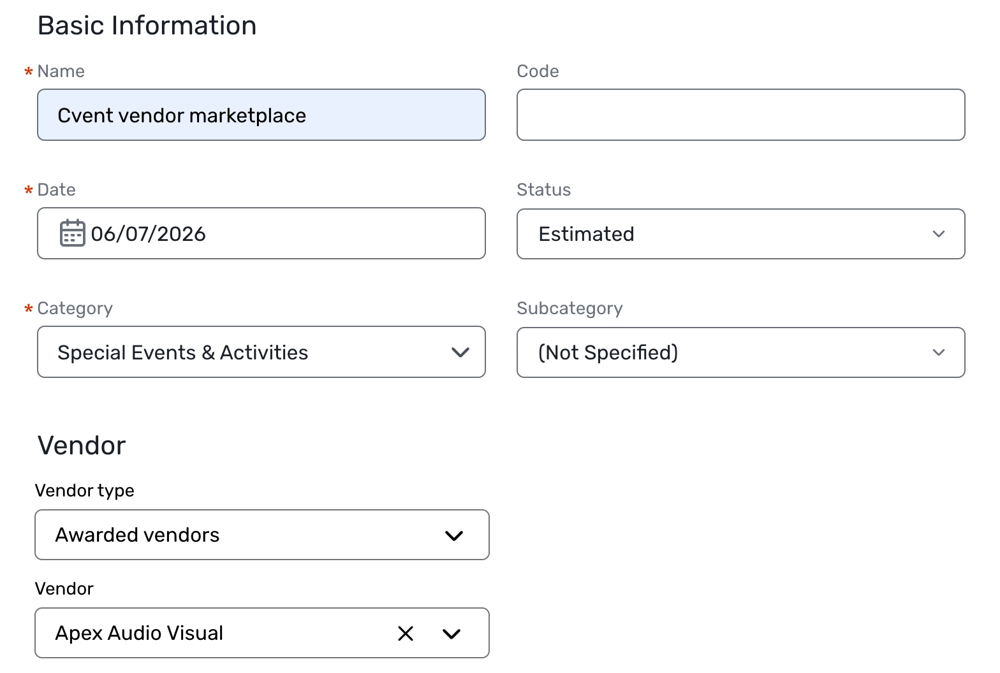 Basic Information
* Name
Code
Cvent vendor marketplace
* Date
Status
06/07/2026
Estimated
* Category
Subcategory
Special Events & Activities
(Not Specified)
Vendor
Vendor type
Awarded vendors
Vendor
Apex Audio Visual